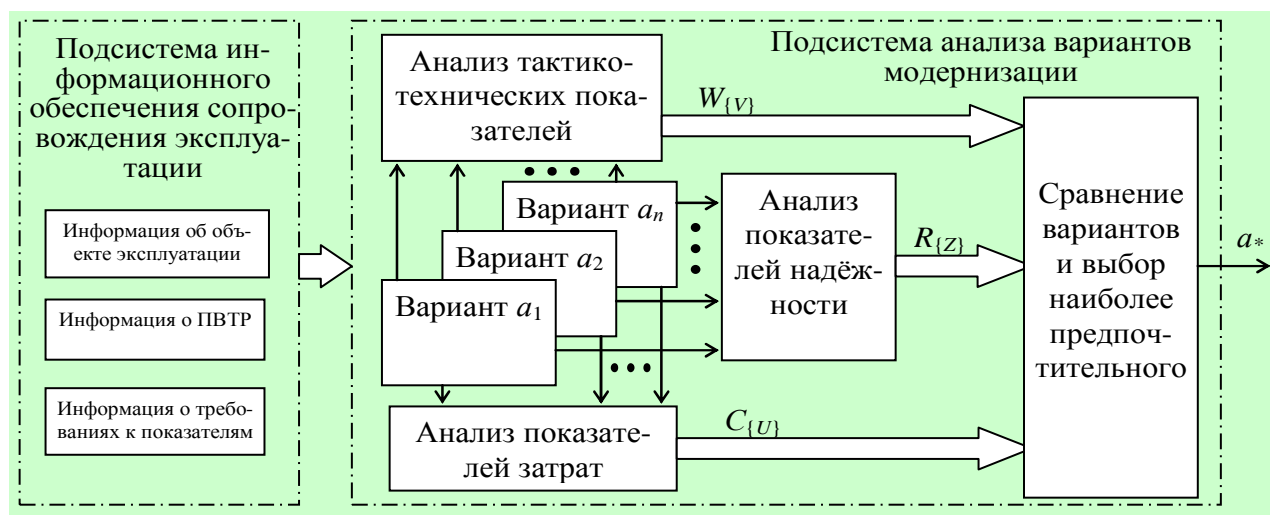 Подсистема ин-
формационного
обеспечения сопро-
вождения эксплуа-
тации
Информация об объ-
екте эксплуатации
Информация о ПВТР
Информация о требо-
ваниях к показателям
Подсистема анализа вариантов
модернизации
Анализ тактико-
технических пока-
зателей
W{V}
Вариант an
Вариант a2
Вариант a1
Анализ
показате-
лей надёж-
ности
R{Z}
Анализ показате-
лей затрат
C{U}
Сравнение
вариантов
и выбор
наиболее
предпоч-
тительного
a*